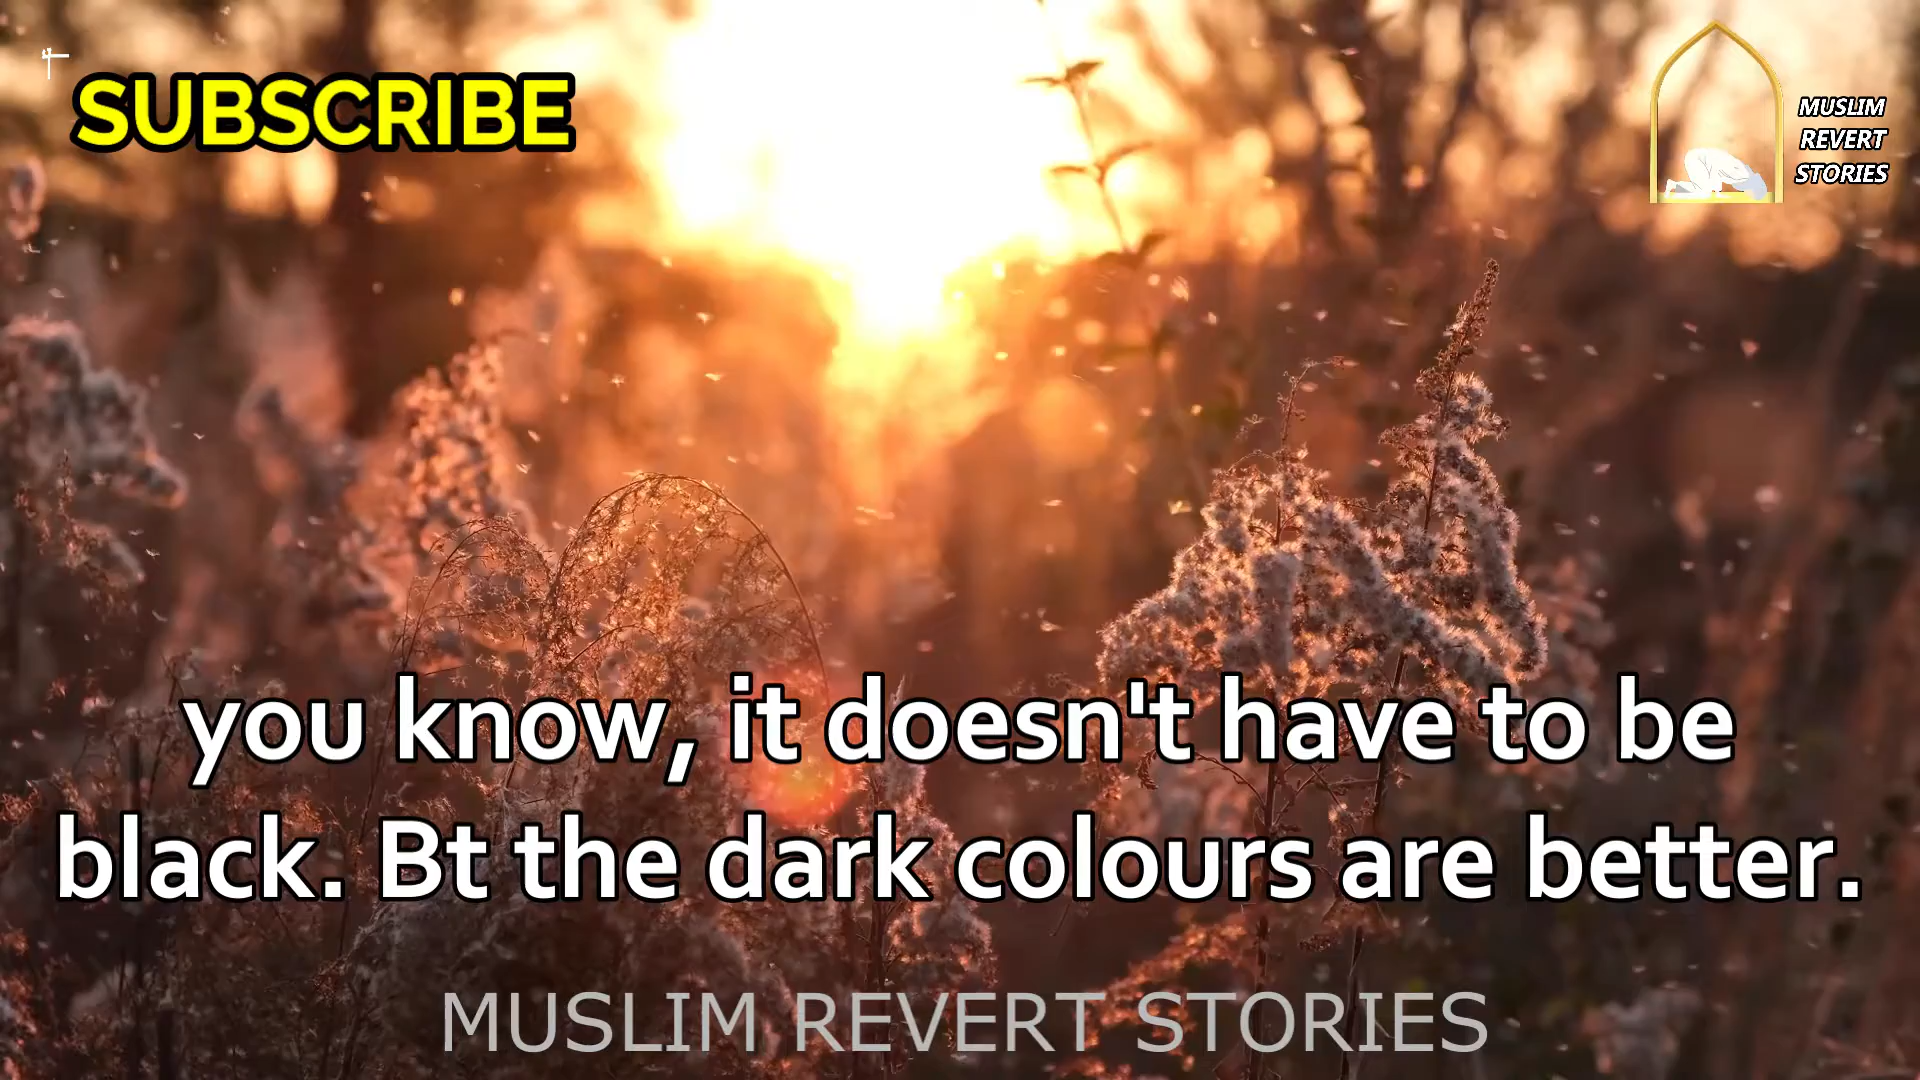 SUBSCRIBE
MUSLIM
REVERT
STORIES
you know, it doesn't have to be
black. Bt the dark colours are better.
MUSLIM REVERT STORIES